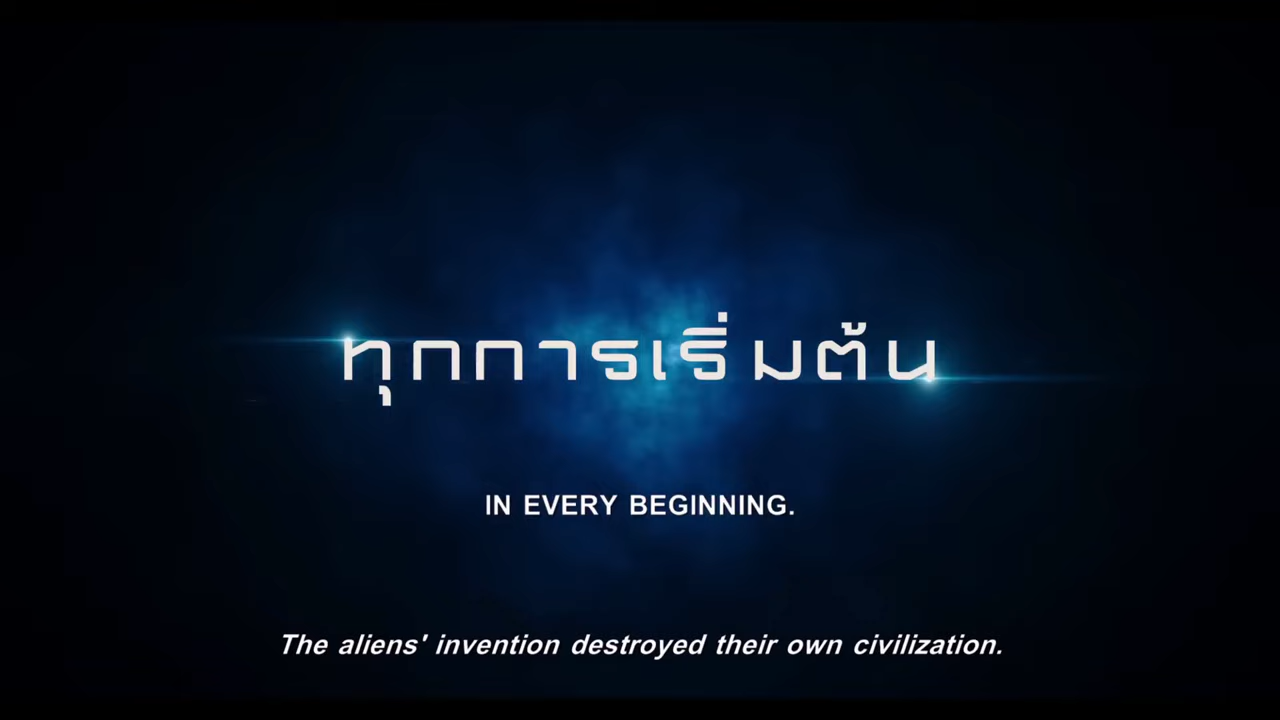 ทุกการเริ่มต้น
IN EVERY BEGINNING.
The aliens' invention destroyed their own civilization.